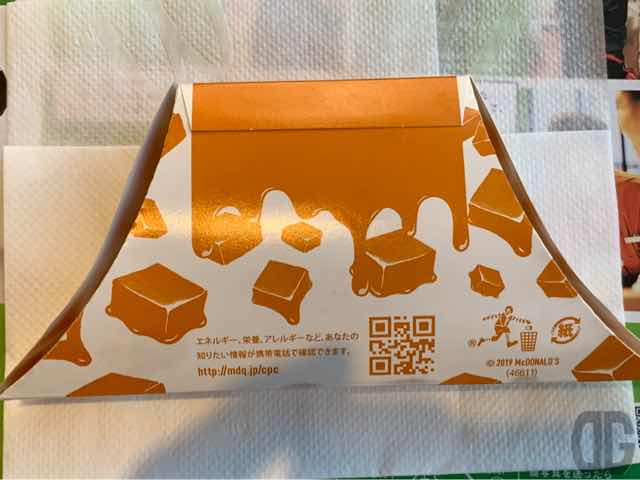 エネルギー、栄養、アレルギーなど、あなたの
知りたい情報が携帯電話で確認できます。
http://mdq.jp/cpc
紙
® © 2019 McDONALD'S
(46611)
DG